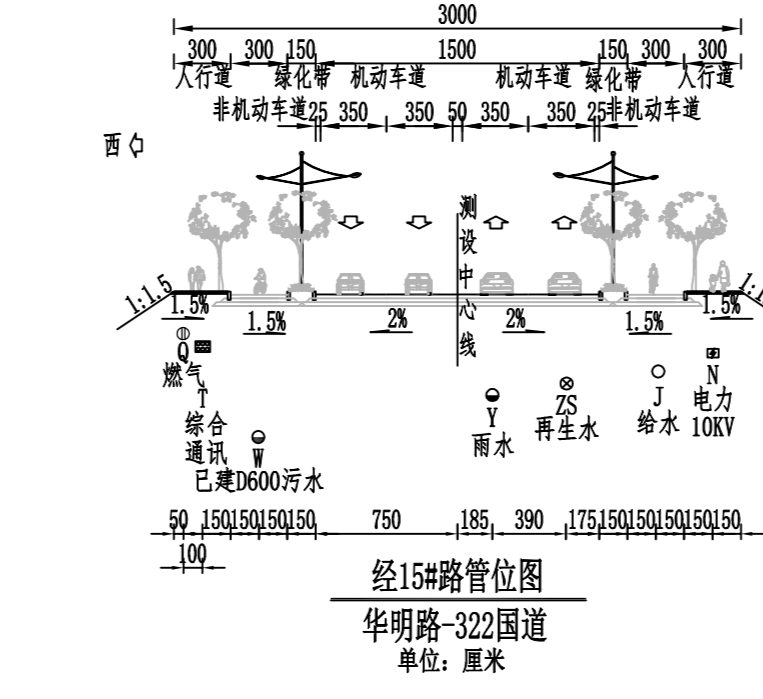 3000
300 300 150 1500 150 300 300
人行道 绿化带 机动车道 机动车道 绿化带 人行道
非机动车道 25 350 350 50 350 350 25 非机动车道
西
测设中心线
1:1.5
1.5% 1.5% 2% 2% 1.5% 1.5%
Q
燃气
T
综合
通讯
W
已建D600污水
Y
雨水
ZS
再生水
J
给水
N
电力
10KV
50 150 150 150 150 750 185 390 175 150 150 150 150 150
100
经15#路管位图
华明路-322国道
单位：厘米